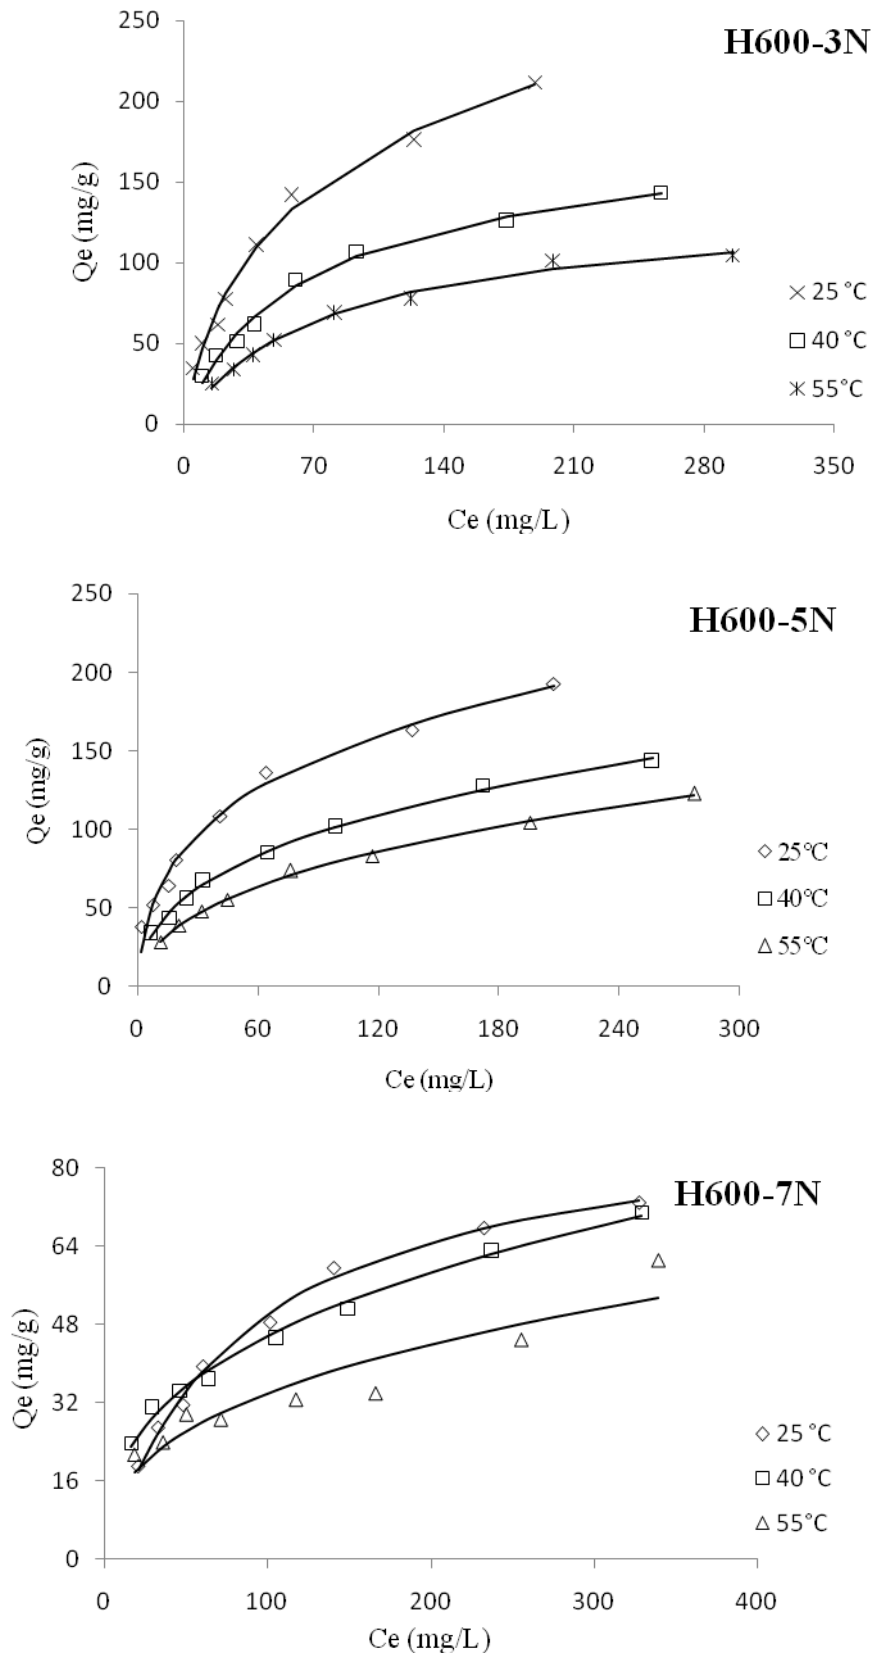 H600-3N
250
200
150
100
50
0
Qe (mg/g)
0 70 140 210 280 350
Ce (mg/L)
25 °C
40 °C
55°C
H600-5N
250
200
150
100
50
0
Qe (mg/g)
0 60 120 180 240 300
Ce (mg/L)
25°C
40°C
55°C
H600-7N
80
64
48
32
16
0
Qe (mg/g)
0 100 200 300 400
Ce (mg/L)
25 °C
40 °C
55°C